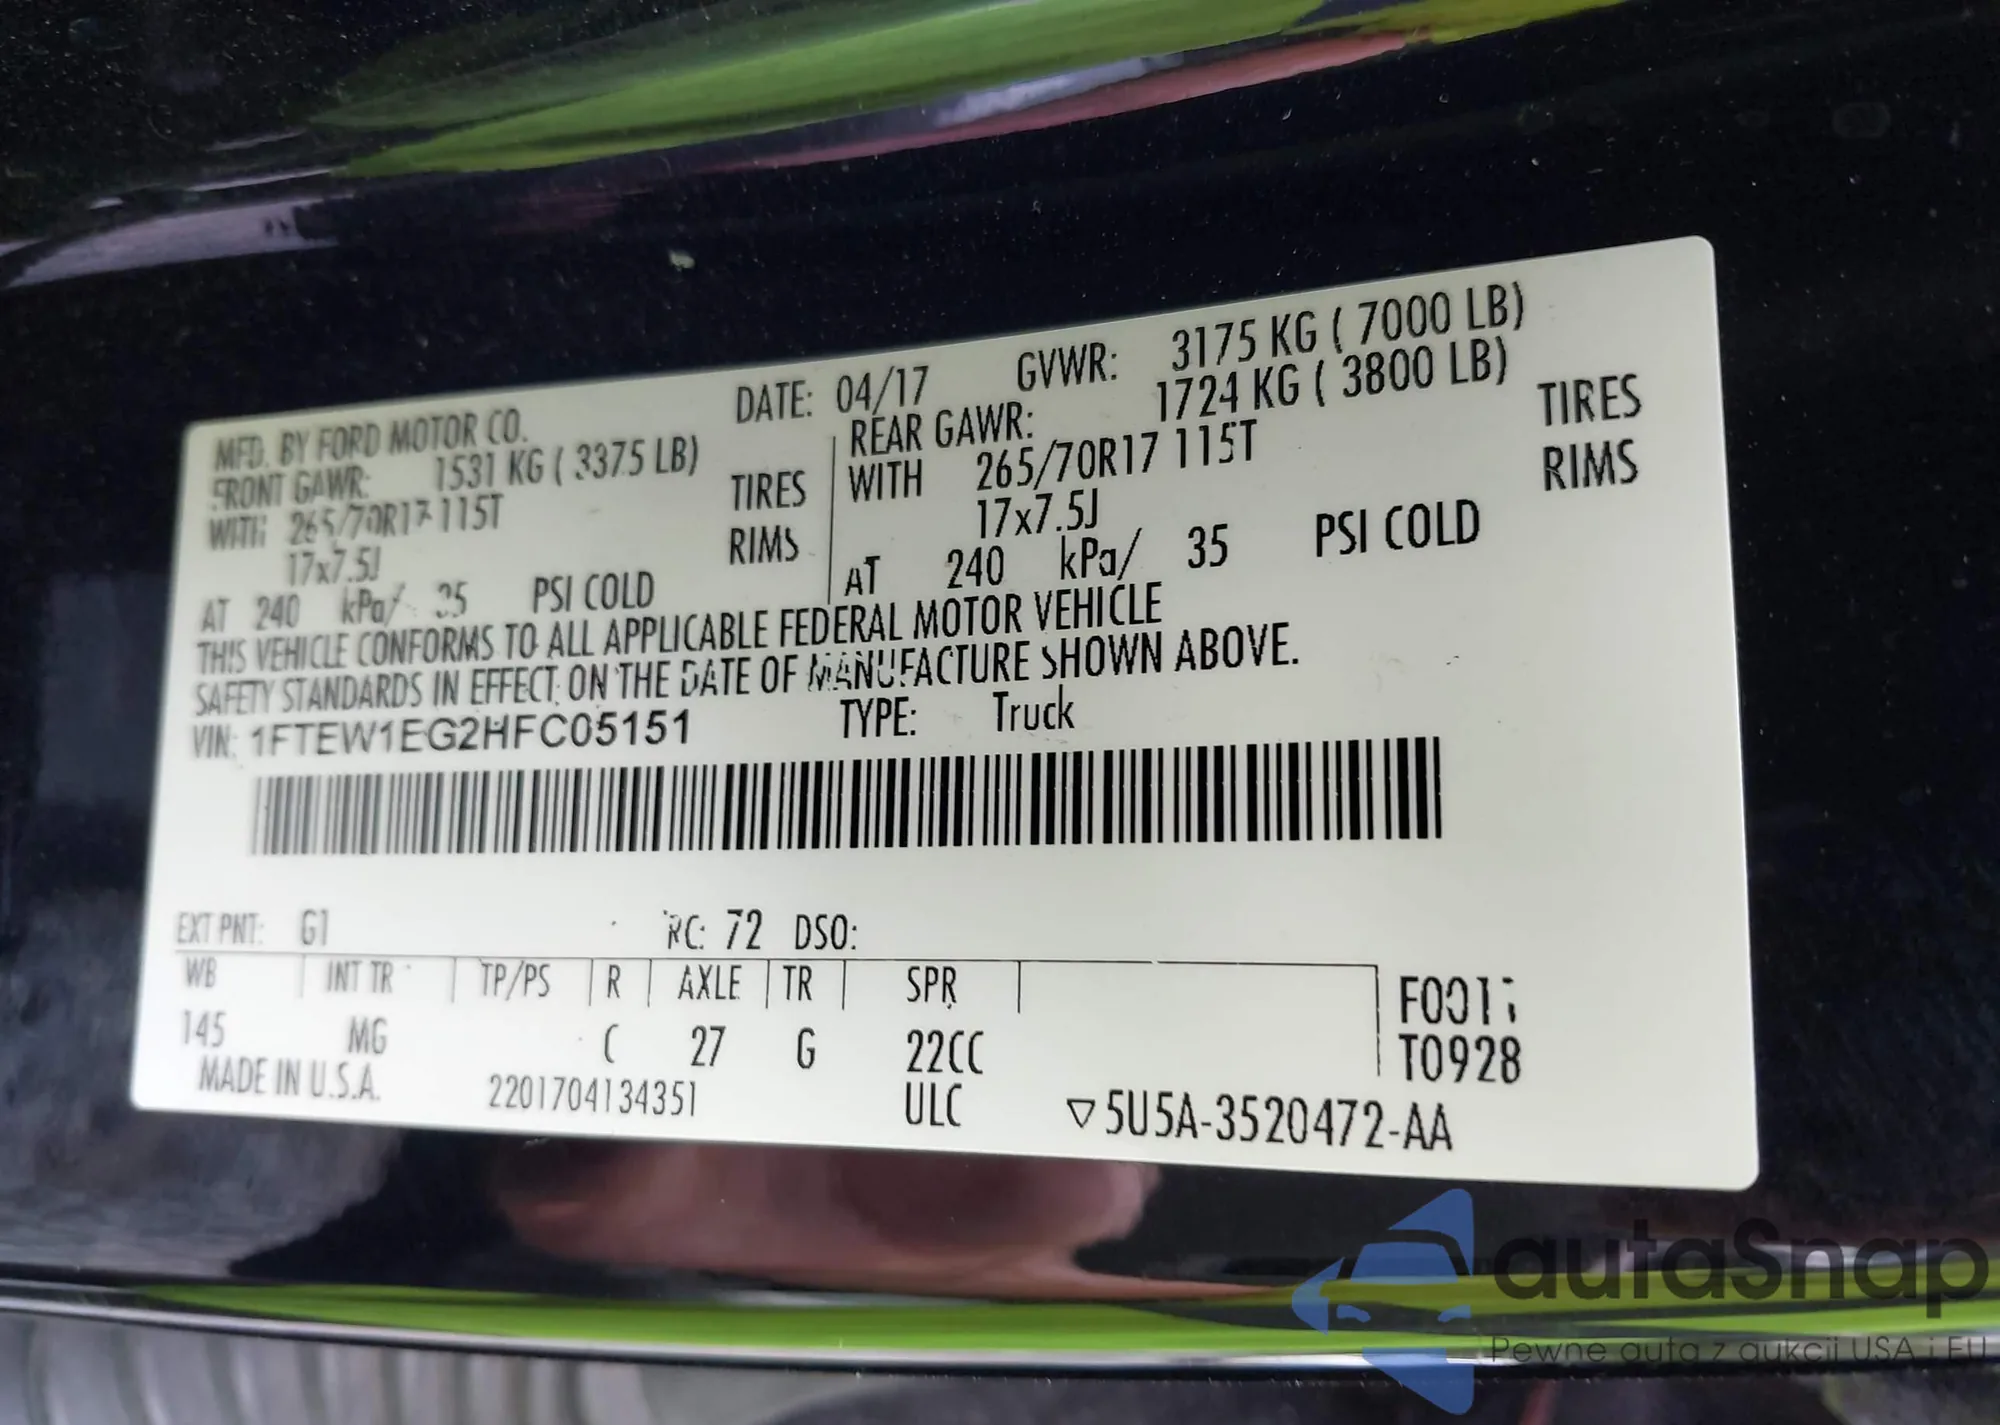 MFD. BY FORD MOTOR CO. DATE: 04/17 GVWR: 3175 KG ( 7000 LB)
FRONT GAWR: 1531 KG ( 3375 LB) REAR GAWR: 1724 KG ( 3800 LB)
WITH 265/70R17 115T TIRES WITH 265/70R17 115T TIRES
17x7.5J RIMS 17x7.5J RIMS
AT 240 kPa/ 35 PSI COLD AT 240 kPa/ 35 PSI COLD
THIS VEHICLE CONFORMS TO ALL APPLICABLE FEDERAL MOTOR VEHICLE
SAFETY STANDARDS IN EFFECT ON THE DATE OF MANUFACTURE SHOWN ABOVE.
VIN: 1FTEW1EG2HFC05151 TYPE: Truck
EXT PNT: G1 RC: 72 DSO:
WB INT TR TP/PS R AXLE TR SPR
145 MG C 27 G 22CC T0928
MADE IN U.S.A. 2201704134351 ULC ▽5U5A-3520472-AA
autaSnap
Pewne auta z aukcji USA i EU